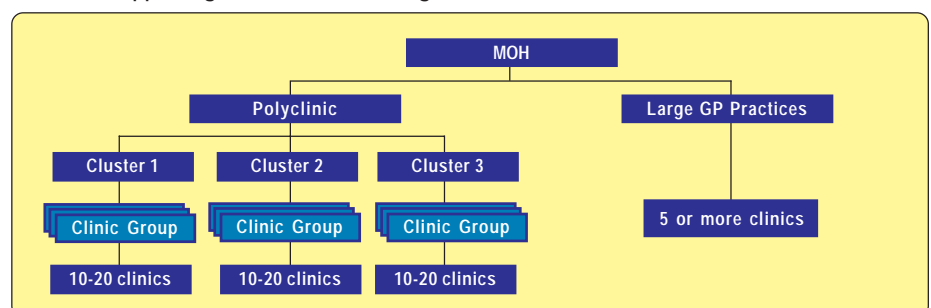 MOH
Polyclinic Large GP Practices
Cluster 1 Cluster 2 Cluster 3
Clinic Group Clinic Group Clinic Group
5 or more clinics
10-20 clinics 10-20 clinics 10-20 clinics